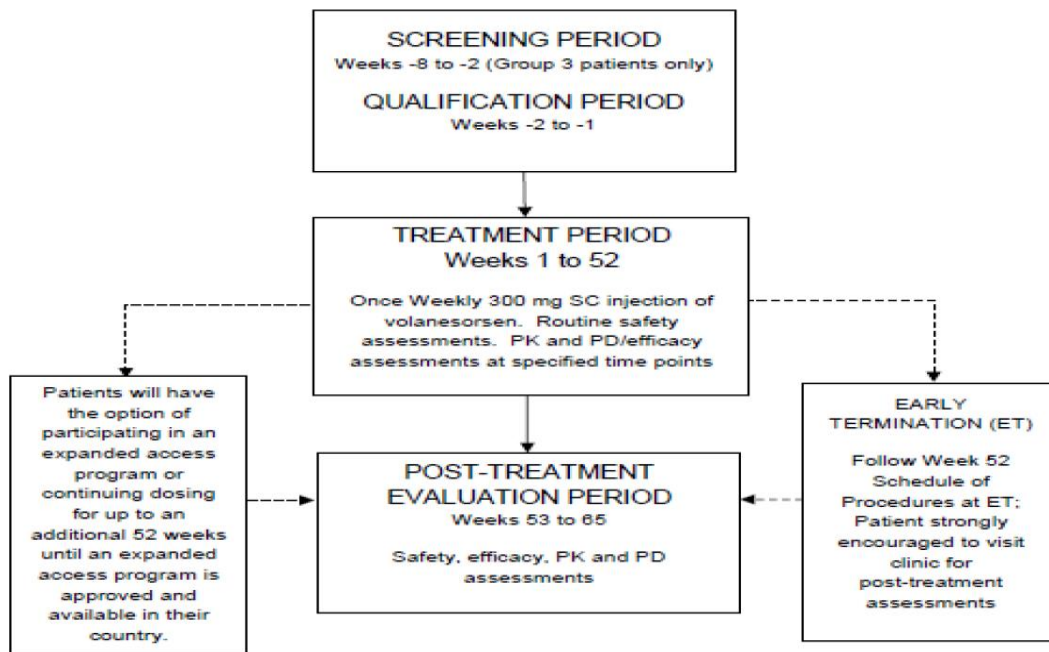 SCREENING PERIOD
Weeks -8 to -2 (Group 3 patients only)
QUALIFICATION PERIOD
Weeks -2 to -1
TREATMENT PERIOD
Weeks 1 to 52
Once Weekly 300 mg SC injection of
volanesorsen. Routine safety
assessments. PK and PD/efficacy
assessments at specified time points
Patients will have
the option of
participating in an
expanded access
program or
continuing dosing
for up to an
additional 52 weeks
until an expanded
access program is
approved and
available in their
country.
POST-TREATMENT
EVALUATION PERIOD
Weeks 53 to 65
Safety, efficacy, PK and PD
assessments
EARLY
TERMINATION (ET)
Follow Week 52
Schedule of
Procedures at ET;
Patient strongly
encouraged to visit
clinic for
post-treatment
assessments